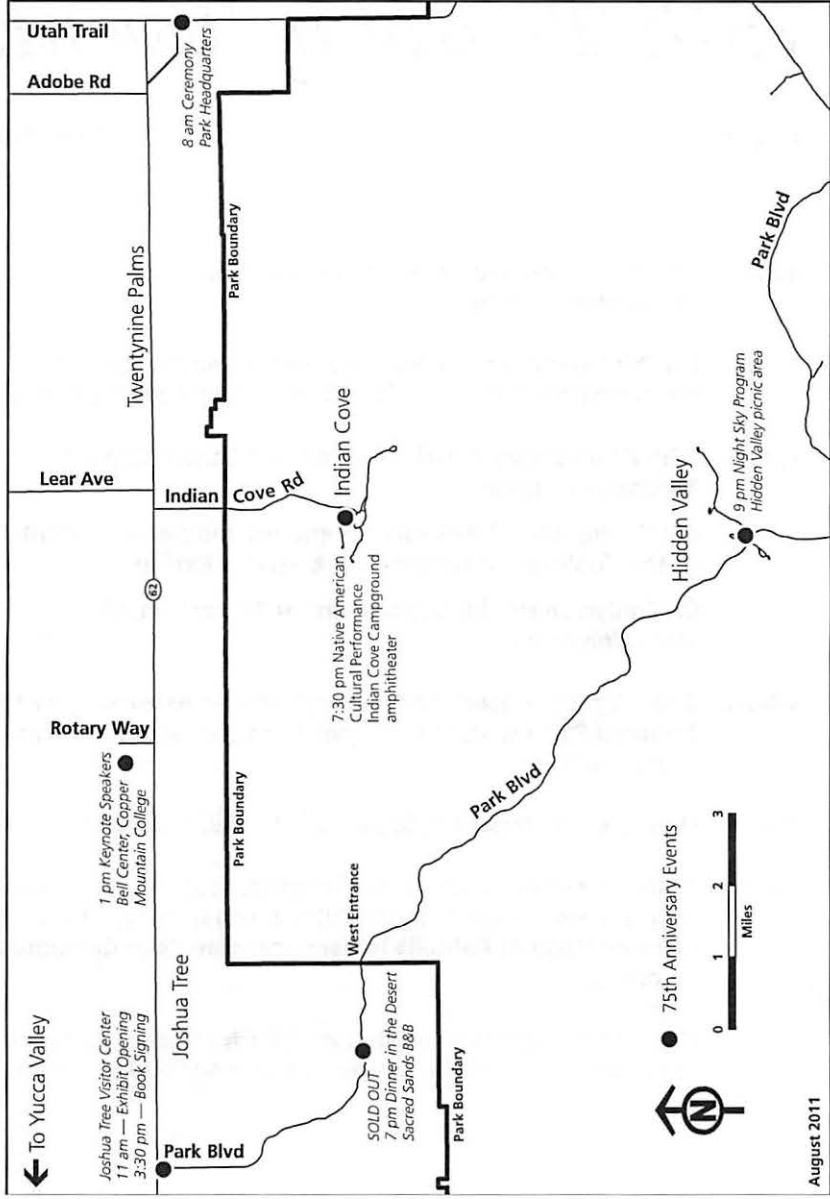 To Yucca Valley
Joshua Tree Visitor Center
11 am — Exhibit Opening
3:30 pm — Book Signing
Park Blvd
Joshua Tree
1 pm Keynote Speakers
Bell Center, Copper
Mountain College
Rotary Way
62
Lear Ave
Twentynine Palms
Adobe Rd
Utah Trail
8 am Ceremony
Park Headquarters
Indian Cove Rd
Park Boundary
Park Boundary
7:30 pm Native American
Cultural Performance
Indian Cove Campground
amphitheater
Indian Cove
West Entrance
SOLD OUT
7 pm Dinner in the Desert
Sacred Sands B&B
Park Boundary
Park Blvd
Hidden Valley
9 pm Night Sky Program
Hidden Valley picnic area
Park Blvd
N
75th Anniversary Events
0 1 2 3
Miles
August 2011